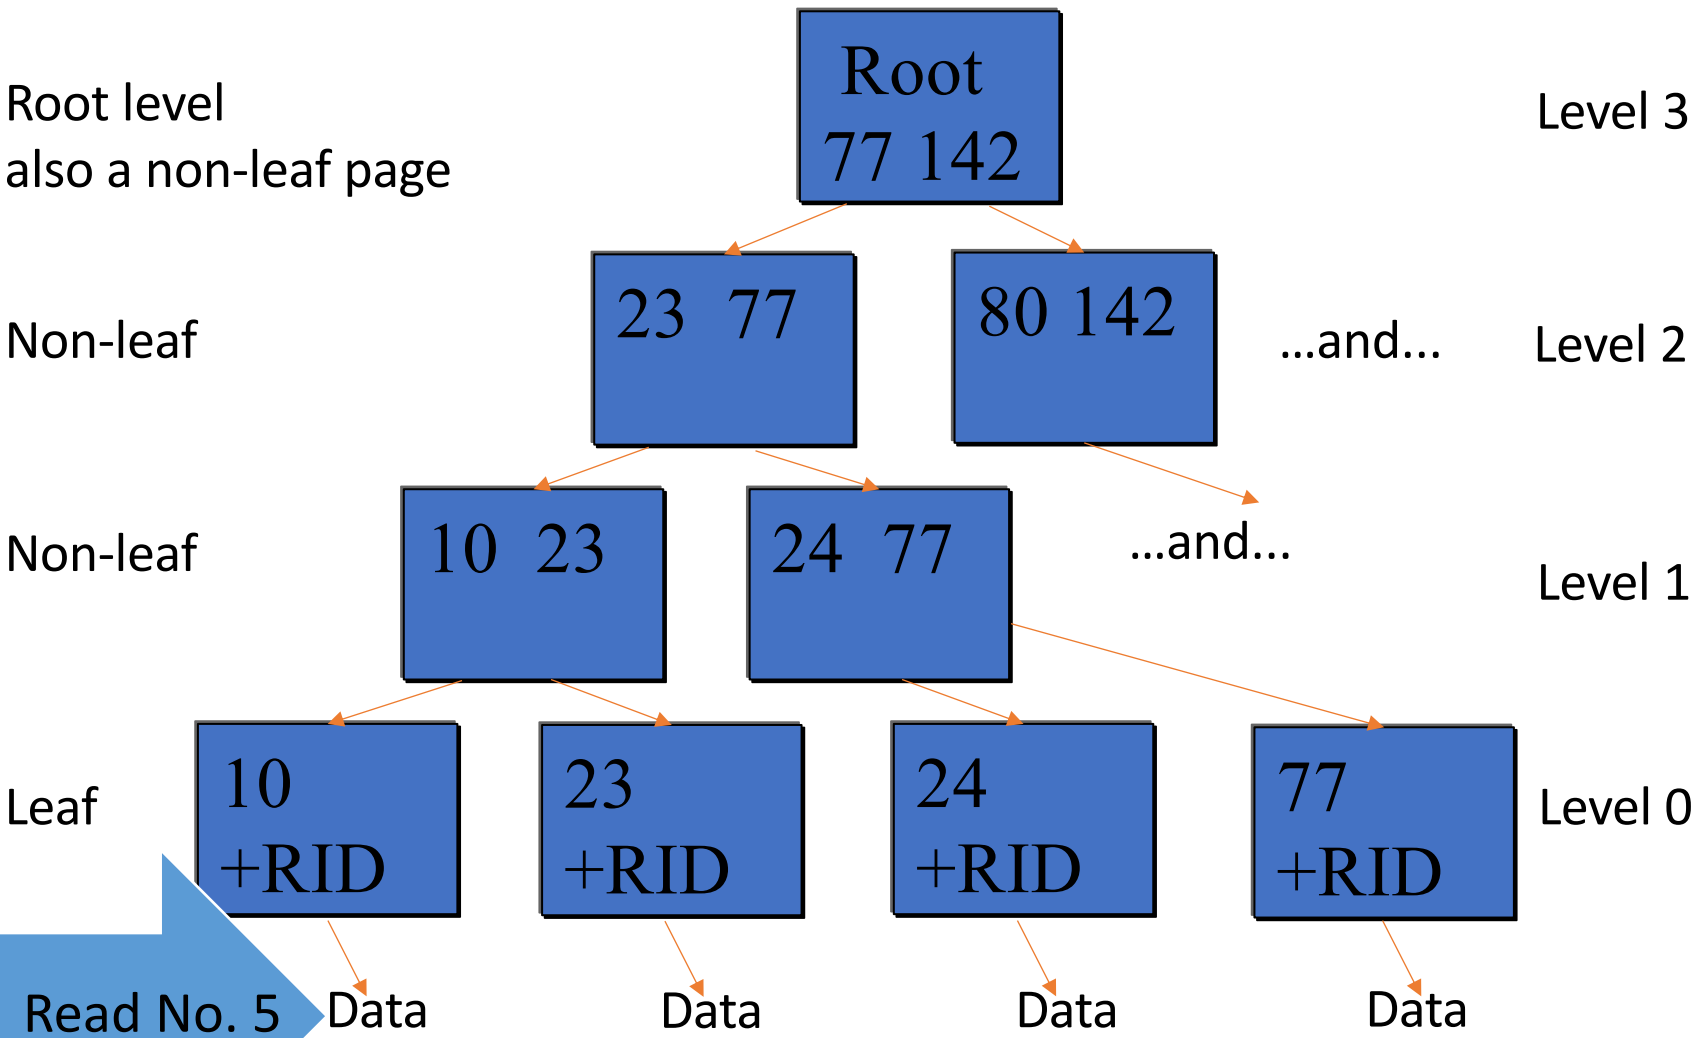 Root level
also a non-leaf page
Root
77 142
Level 3
Non-leaf
23 77
80 142
...and...
Level 2
Non-leaf
10 23
24 77
...and...
Level 1
Leaf
10
+RID
23
+RID
24
+RID
77
+RID
Level 0
Read No. 5
Data
Data
Data
Data